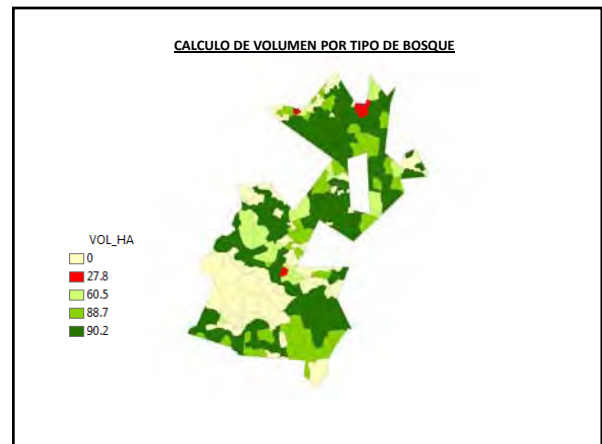 CALCULO DE VOLUMEN POR TIPO DE BOSQUE
VOL_HA
0
27.8
60.5
88.7
90.2